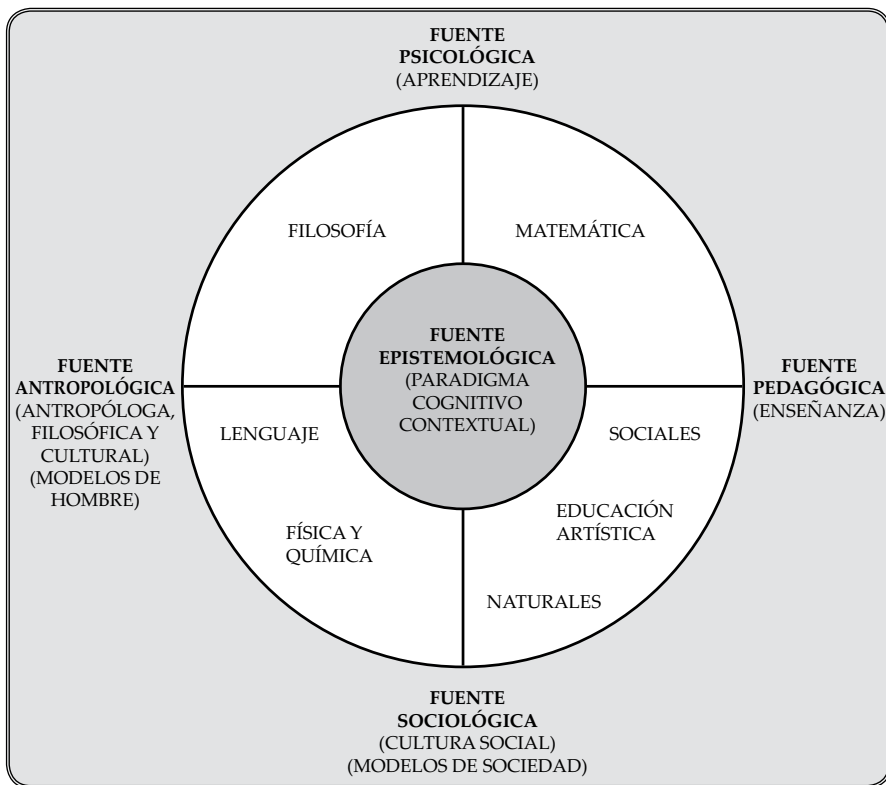 FUENTE
PSICOLÓGICA
(APRENDIZAJE)
FILOSOFÍA
MATEMÁTICA
FUENTE
EPISTEMOLÓGICA
(PARADIGMA
COGNITIVO
CONTEXTUAL)
FUENTE
ANTROPOLÓGICA
(ANTROPÓLOGA,
FILOSÓFICA Y
CULTURAL)
(MODELOS DE
HOMBRE)
FUENTE
PEDAGÓGICA
(ENSEÑANZA)
LENGUAJE
SOCIALES
FÍSICA Y
QUÍMICA
EDUCACIÓN
ARTÍSTICA
NATURALES
FUENTE
SOCIOLÓGICA
(CULTURA SOCIAL)
(MODELOS DE SOCIEDAD)